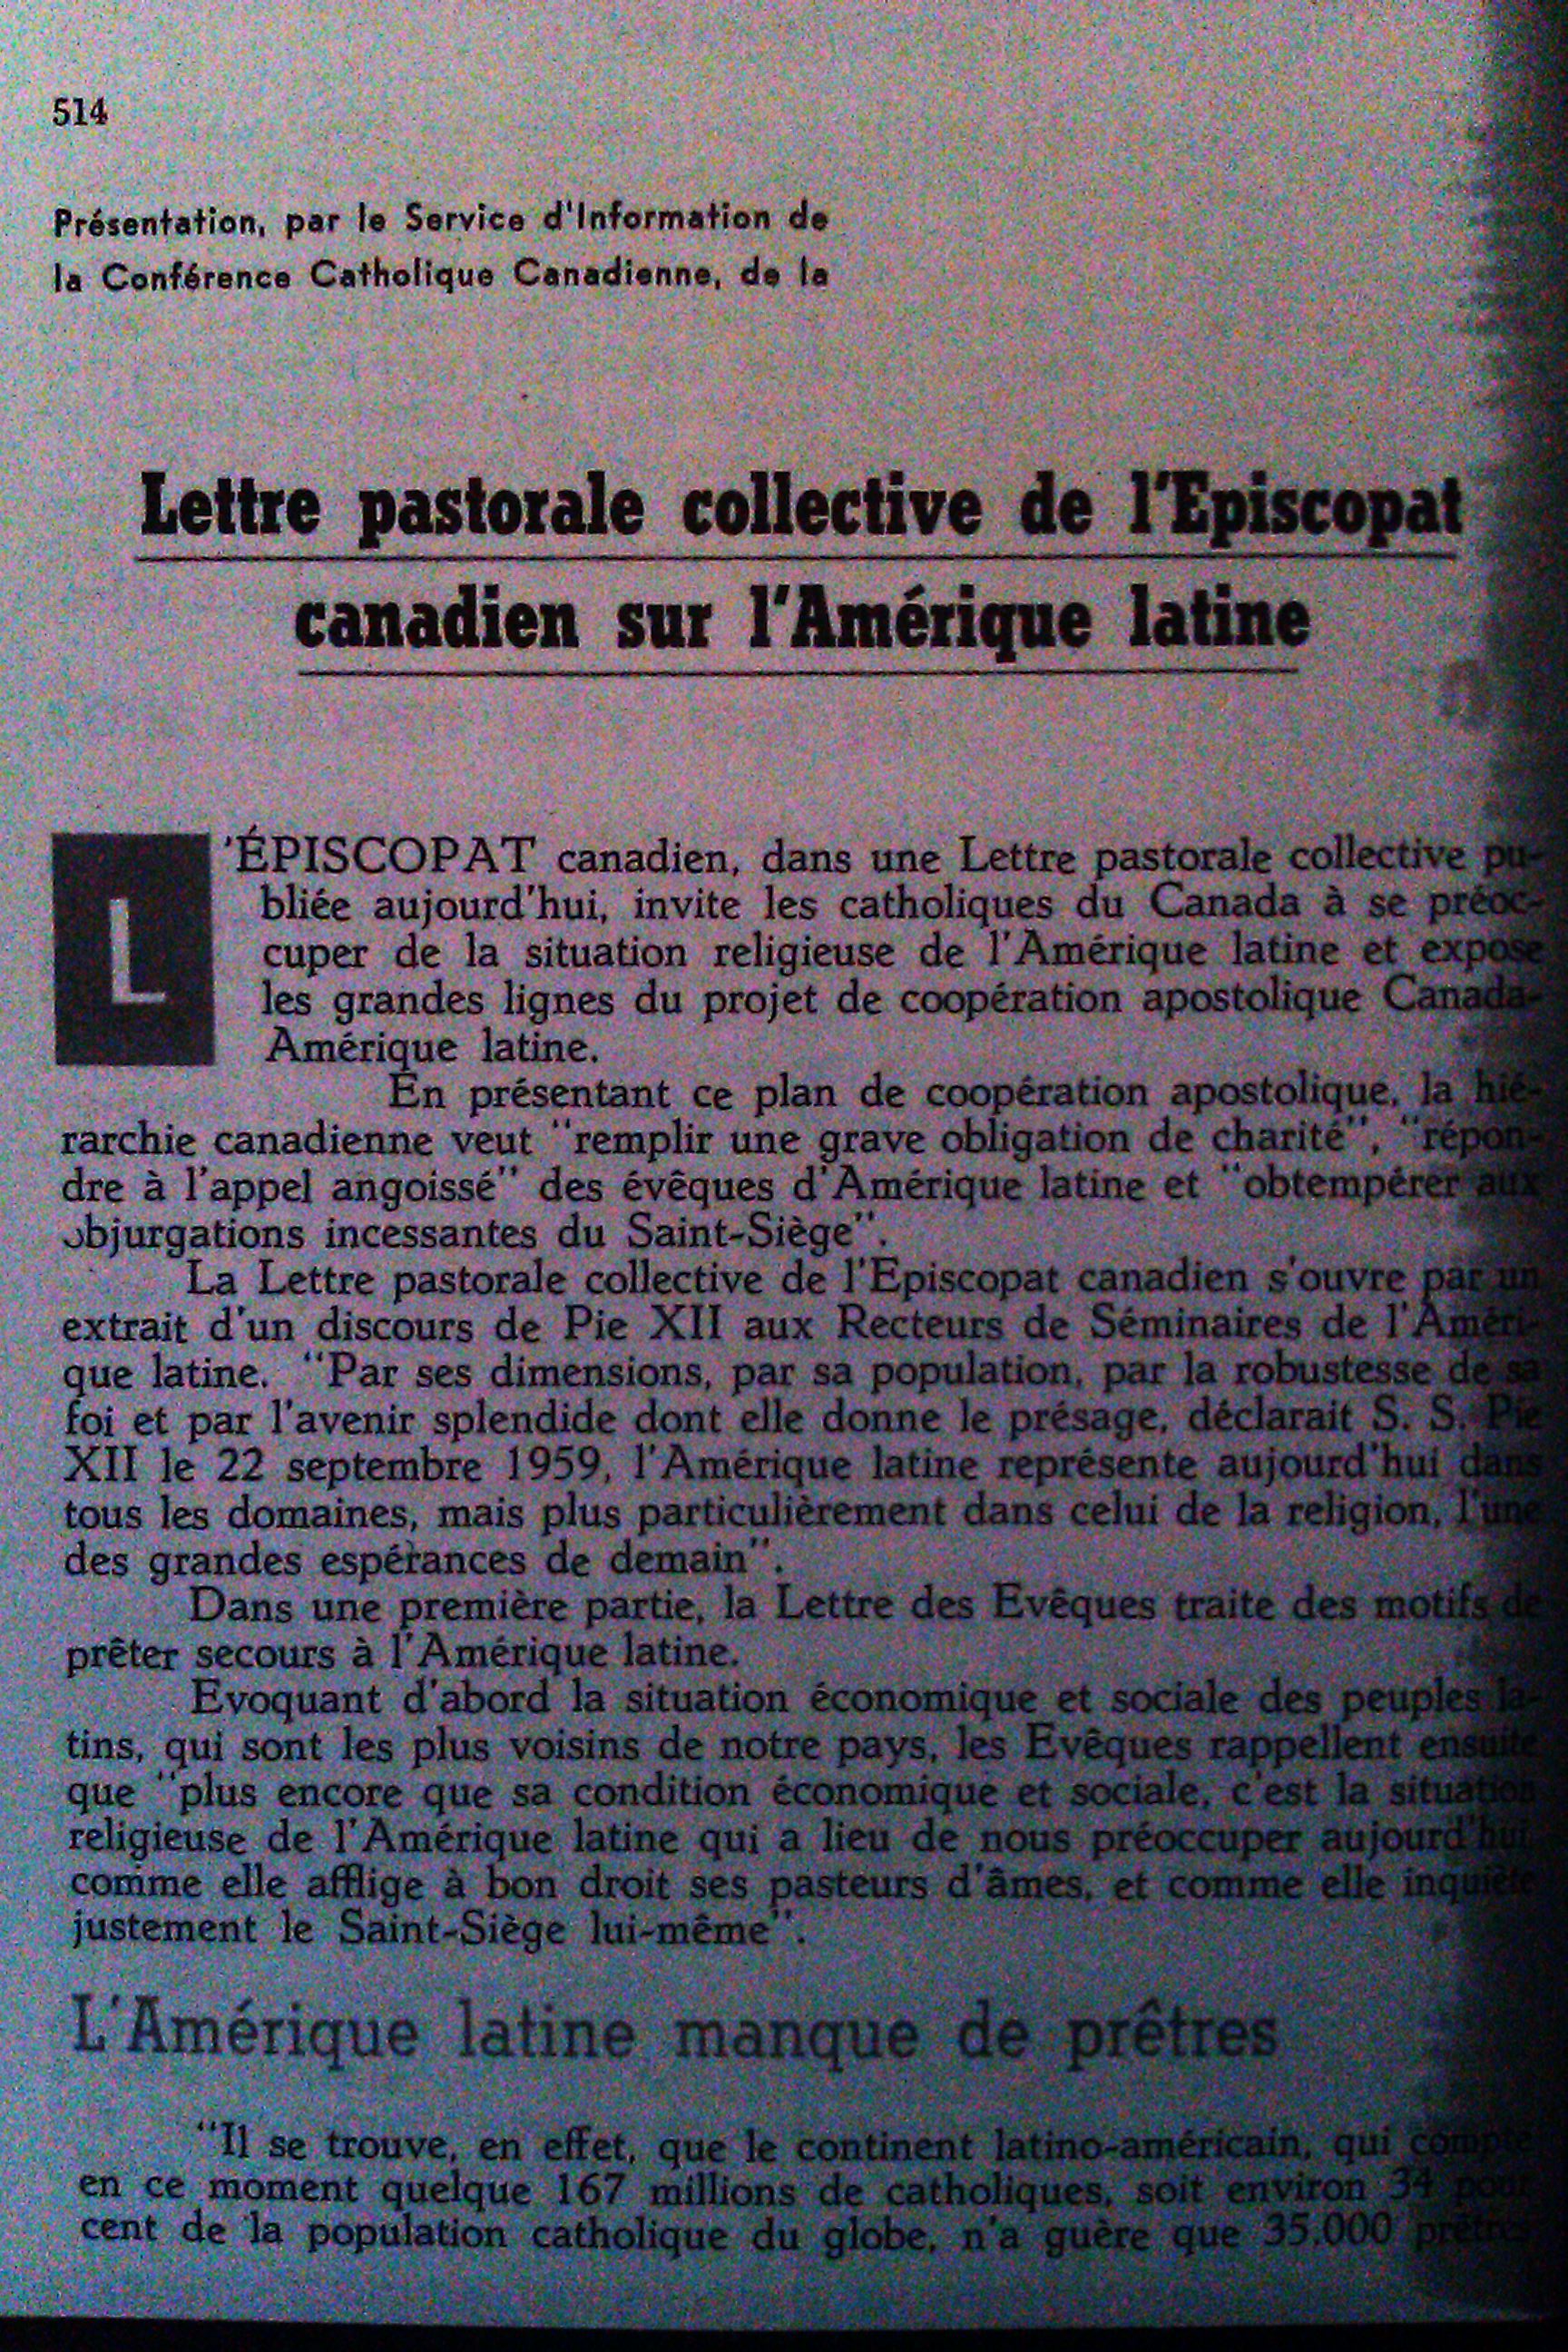 514
Présentation, par le Service d'Information de
la Conférence Catholique Canadienne, de la
Lettre pastorale collective de l'Episcopat
canadien sur l'Amérique latine
L'ÉPISCOPAT canadien, dans une Lettre pastorale collective pu-
bliée aujourd'hui, invite les catholiques du Canada à se préoc-
cuper de la situation religieuse de l'Amérique latine et expose
les grandes lignes du projet de coopération apostolique Canada-
Amérique latine.
En présentant ce plan de coopération apostolique, la hié-
rarchie canadienne veut "remplir une grave obligation de charité", "répon-
dre à l'appel angoissé" des évêques d'Amérique latine et "obtempérer aux
objurgations incessantes du Saint-Siège".
La Lettre pastorale collective de l'Episcopat canadien s'ouvre par un
extrait d'un discours de Pie XII aux Recteurs de Séminaires de l'Améri-
que latine. "Par ses dimensions, par sa population, par la robustesse de sa
foi et par l'avenir splendide dont elle donne le présage, déclarait S. S. Pie
XII le 22 septembre 1959, l'Amérique latine représente aujourd'hui dans
tous les domaines, mais plus particulièrement dans celui de la religion, l'une
des grandes espérances de demain".
Dans une première partie, la Lettre des Evêques traite des motifs de
prêter secours à l'Amérique latine.
Evoquant d'abord la situation économique et sociale des peuples la-
tins, qui sont les plus voisins de notre pays, les Evêques rappellent ensuite
que "plus encore que sa condition économique et sociale, c'est la situation
religieuse de l'Amérique latine qui a lieu de nous préoccuper aujourd'hui,
comme elle afflige à bon droit ses pasteurs d'âmes, et comme elle inquiète
justement le Saint-Siège lui-même".
L'Amérique latine manque de prêtres
"Il se trouve, en effet, que le continent latino-américain, qui compte
en ce moment quelque 167 millions de catholiques, soit environ 34 pour
cent de la population catholique du globe, n'a guère que 35.000 prêtres